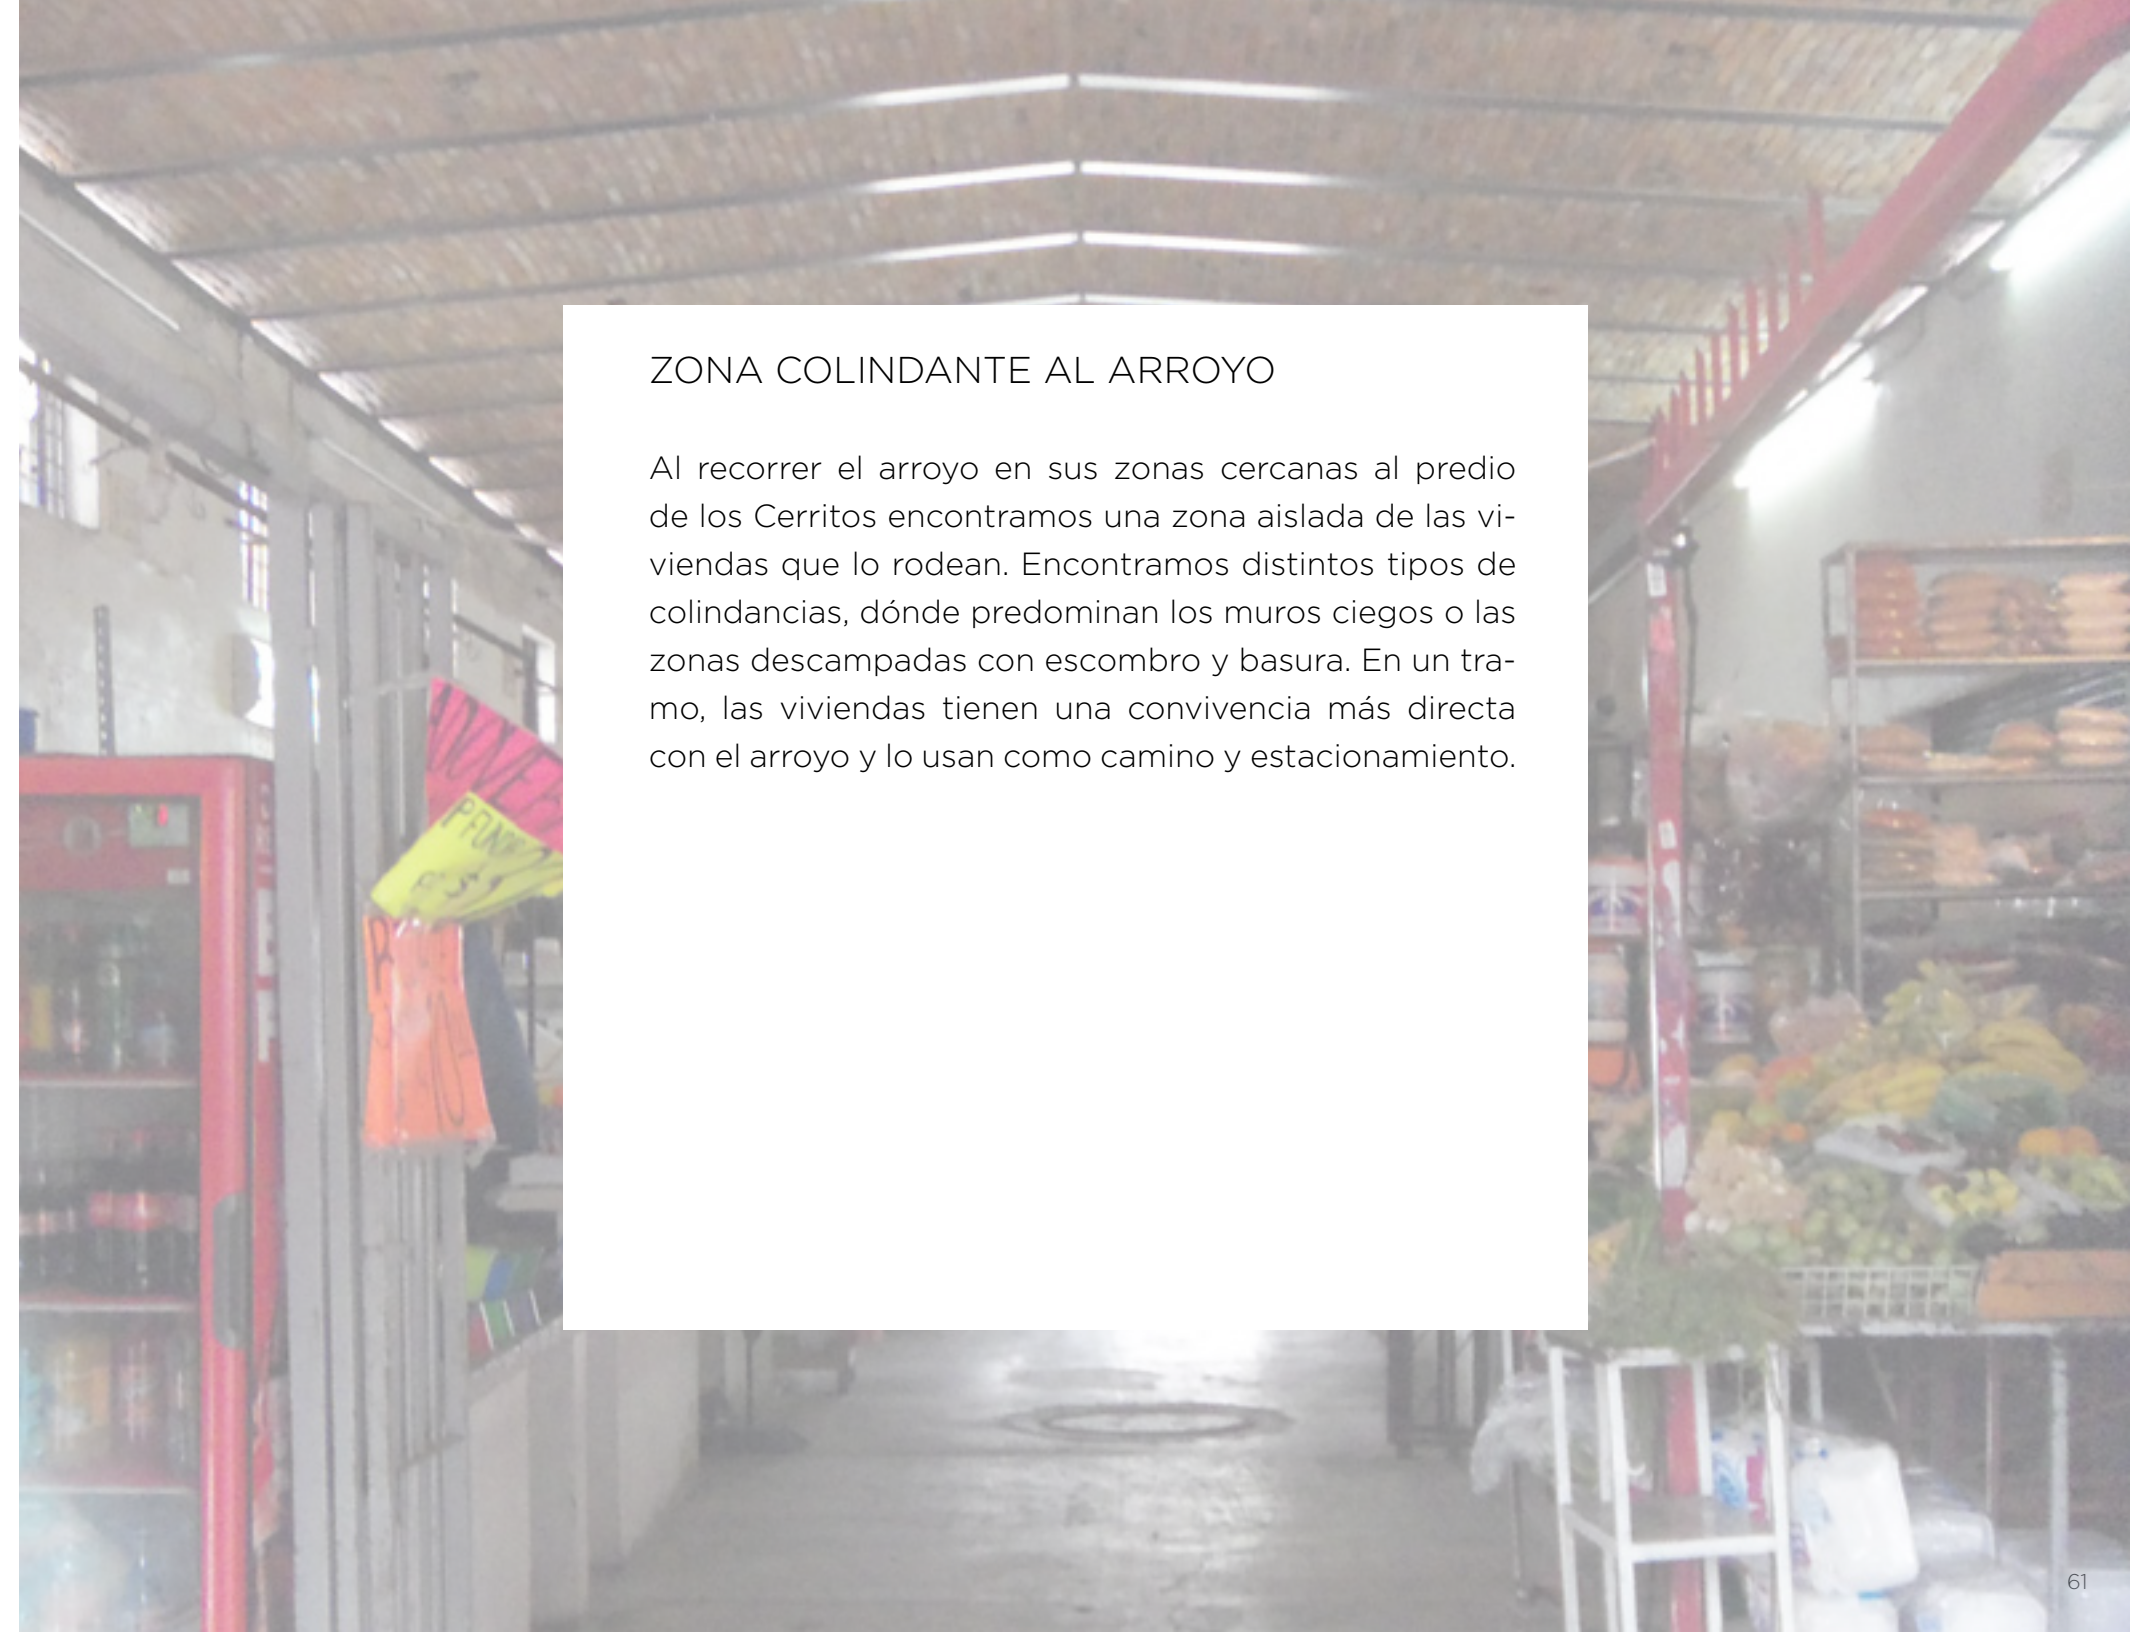 ZONA COLINDANTE AL ARROYO
Al recorrer el arroyo en sus zonas cercanas al predio
de los Cerritos encontramos una zona aislada de las vi-
viendas que lo rodean. Encontramos distintos tipos de
colindancias, dónde predominan los muros ciegos o las
zonas descampadas con escombro y basura. En un tra-
mo, las viviendas tienen una convivencia más directa
con el arroyo y lo usan como camino y estacionamiento.
61